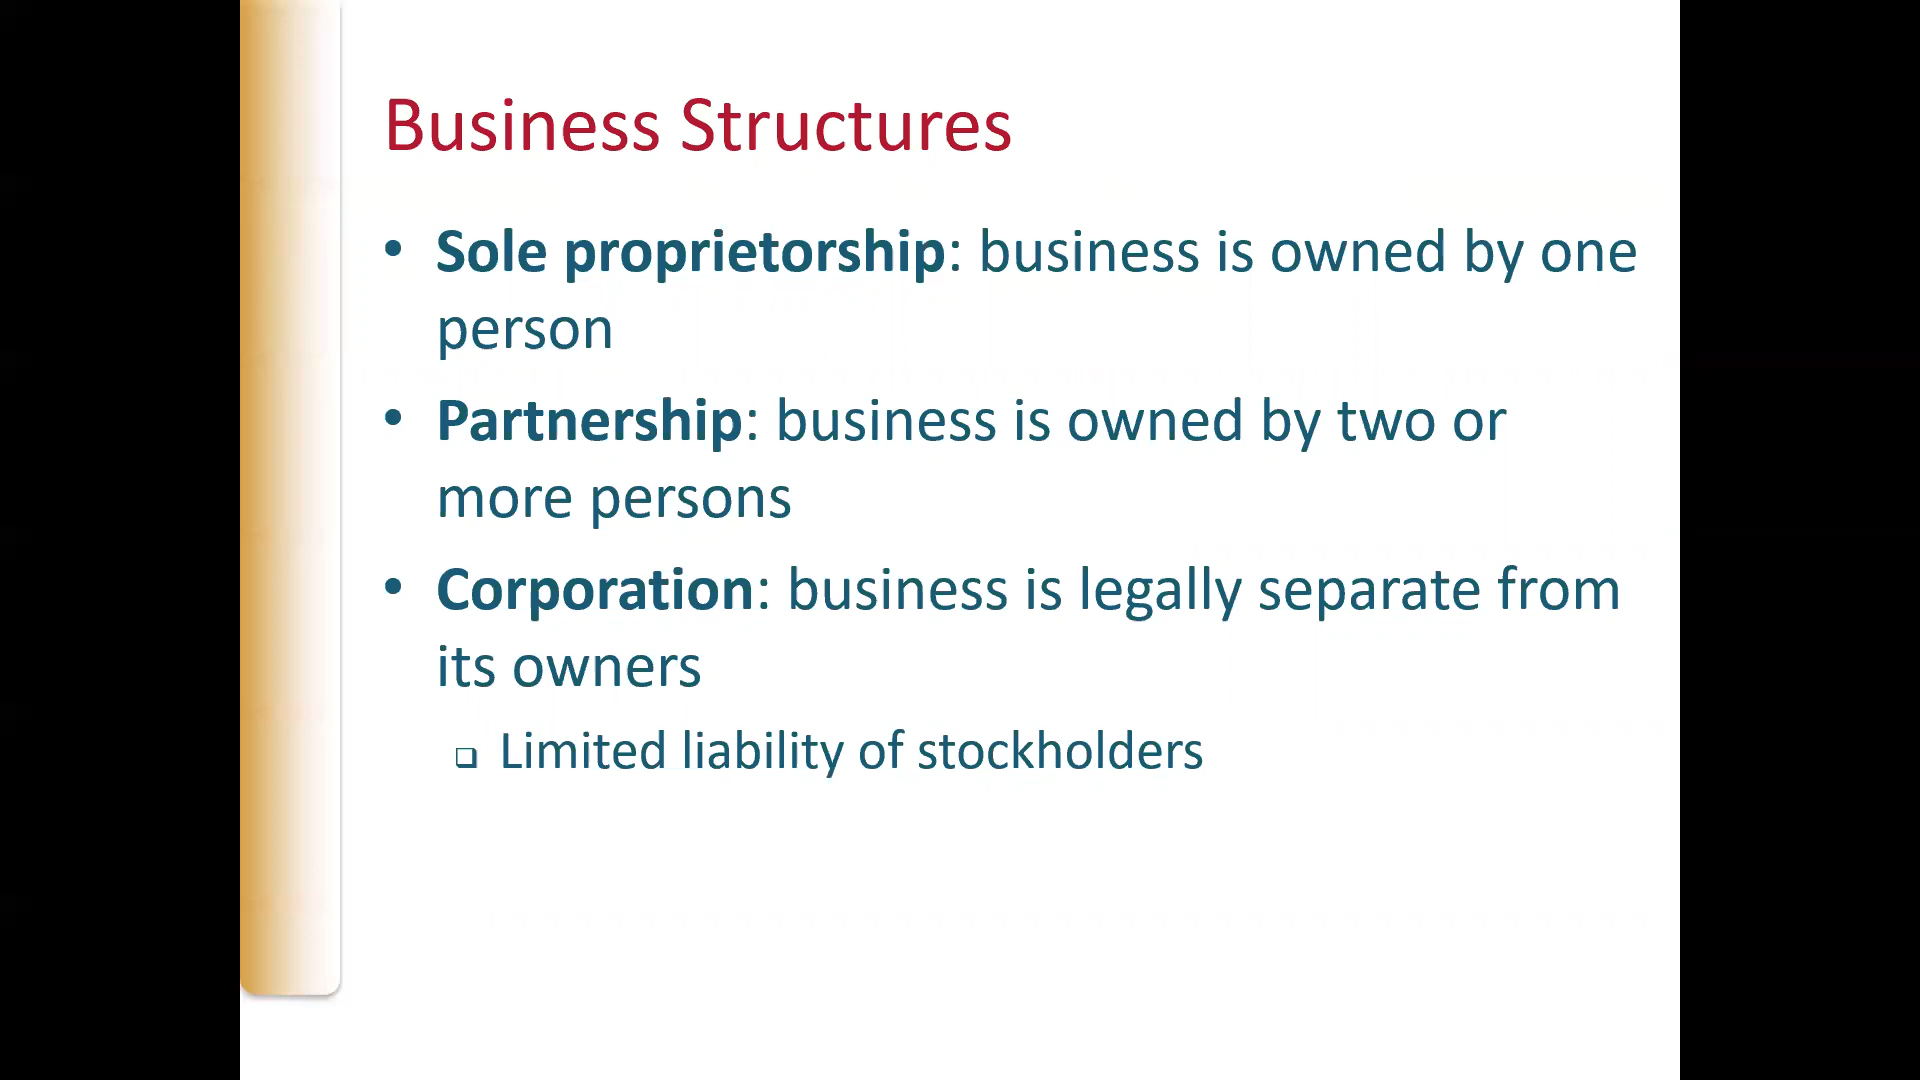 Business Structures
• Sole proprietorship: business is owned by one
person
• Partnership: business is owned by two or
more persons
• Corporation: business is legally separate from
its owners
❑ Limited liability of stockholders